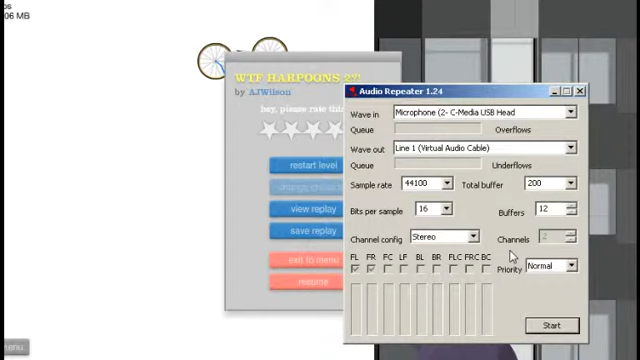 06 MB
WTF HARPOONS 2?!
by AJWilson
hey, please rate this
restart level
view replay
save replay
exit to menu
resume
menu
Audio Repeater 1.24
Wave in Microphone (2- C-Media USB Head
Queue Overflows
Wave out Line 1 (Virtual Audio Cable)
Queue Underflows
Sample rate 44100 Total buffer 200
Bits per sample 16 Buffers 12
Channel config Stereo Channels 2
FL FR FC LF BL BR FLC FRC BC
Priority Normal
Start